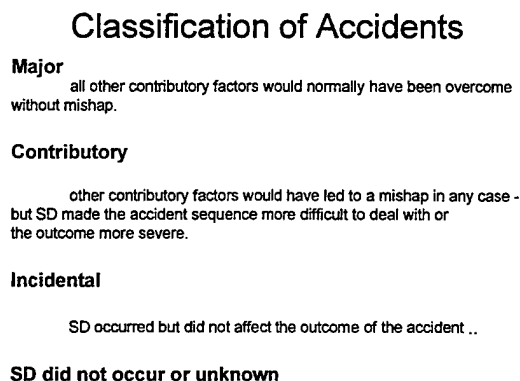 Classification of Accidents
Major
all other contributory factors would normally have been overcome
without mishap.
Contributory
other contributory factors would have led to a mishap in any case -
but SD made the accident sequence more difficult to deal with or
the outcome more severe.
Incidental
SD occurred but did not affect the outcome of the accident ..
SD did not occur or unknown